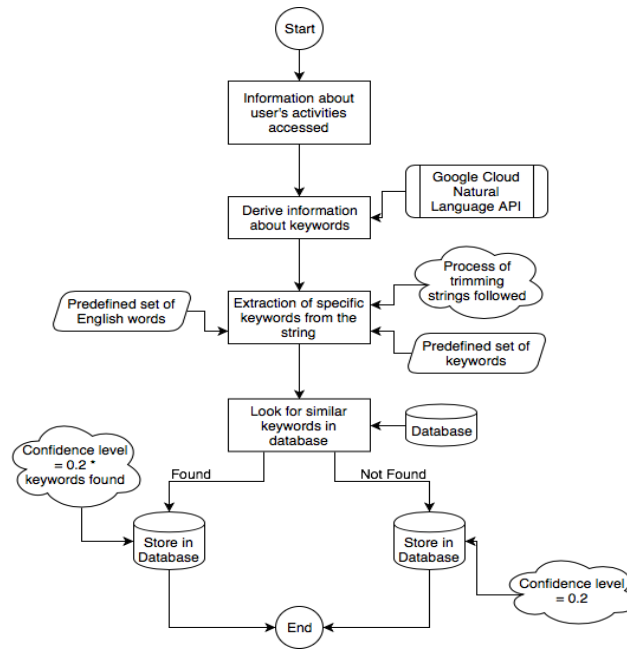 Start
Information about
user's activities
accessed
Google Cloud
Natural
Language API
Derive information
about keywords
Process of
trimming
strings followed
Predefined set of
English words
Extraction of specific
keywords from the
string
Predefined set of
keywords
Look for similar
keywords in
database
Database
Confidence level
= 0.2 *
keywords found
Found
Not Found
Store in
Database
Store in
Database
Confidence level
= 0.2
End